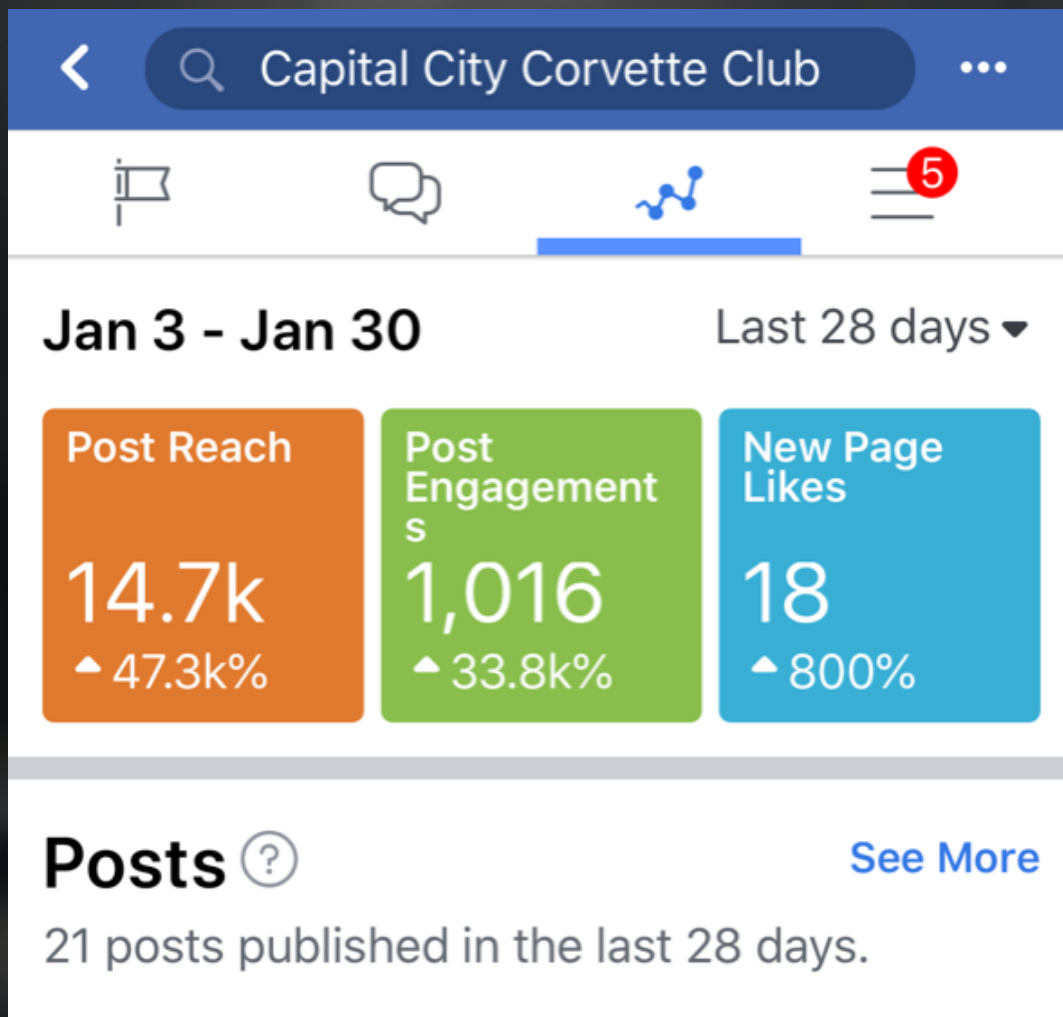 Capital City Corvette Club
5
Jan 3 - Jan 30
Last 28 days
Post Reach
14.7k
47.3k%
Post
Engagement
s
1,016
33.8k%
New Page
Likes
18
800%
Posts ?
See More
21 posts published in the last 28 days.